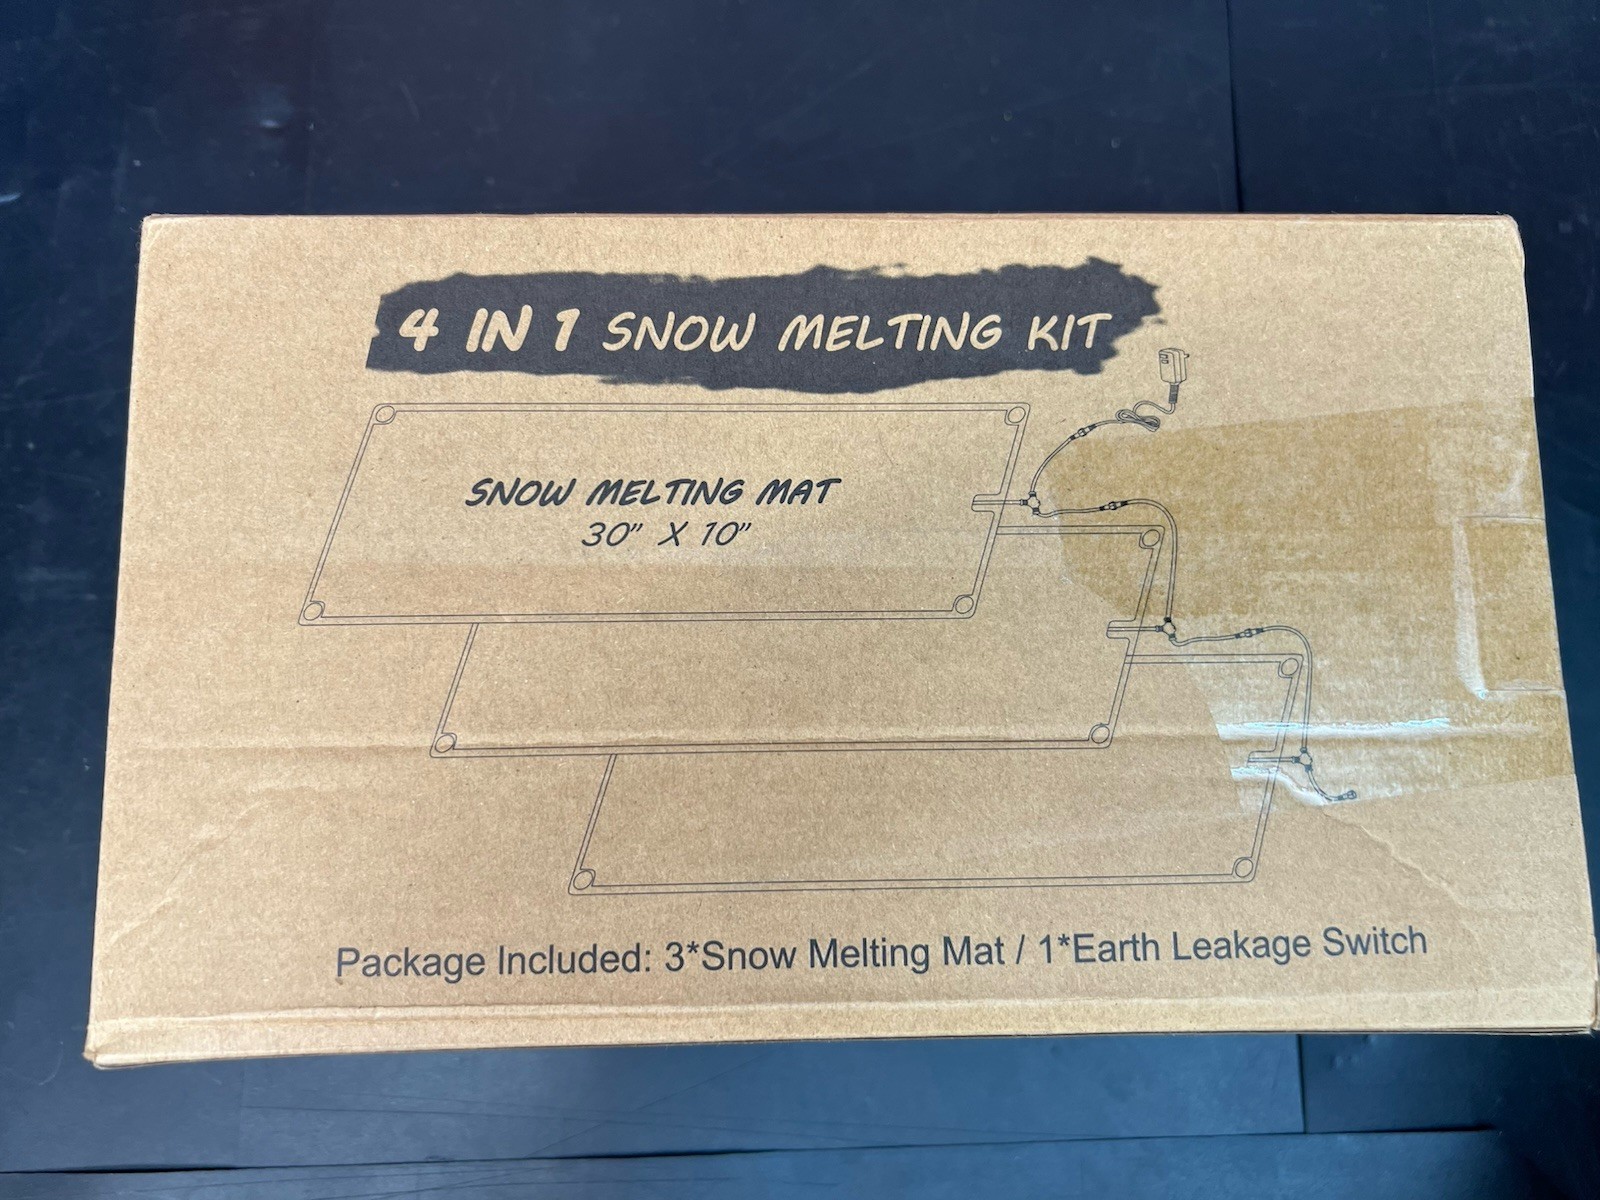 4 IN 1 SNOW MELTING KIT
SNOW MELTING MAT
30” X 10”
Package Included: 3*Snow Melting Mat / 1*Earth Leakage Switch